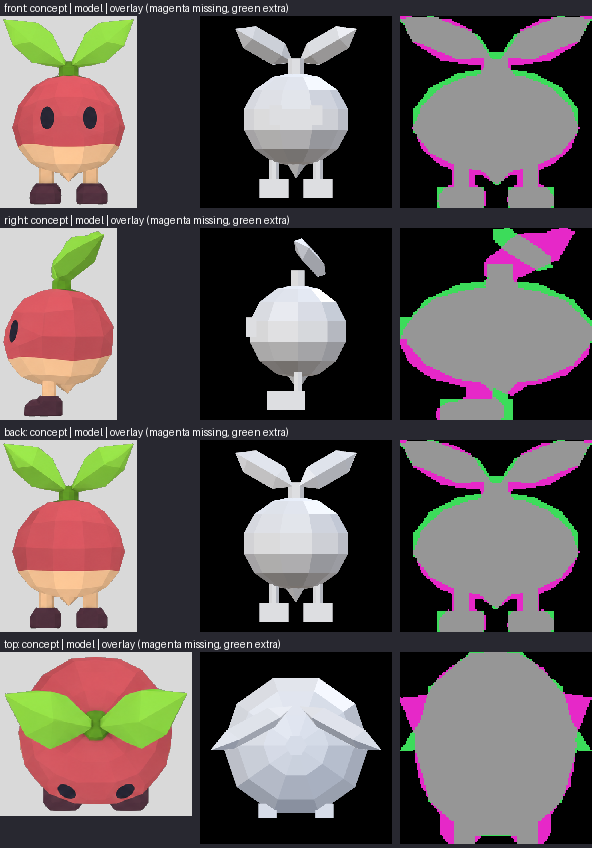 front: concept | model | overlay (magenta missing, green extra)
right: concept | model | overlay (magenta missing, green extra)
back: concept | model | overlay (magenta missing, green extra)
top: concept | model | overlay (magenta missing, green extra)